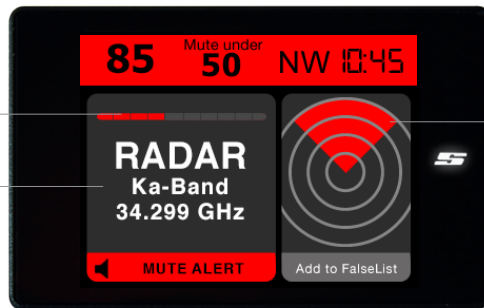 85
Mute under
50
NW 10:45
RADAR
Ka-Band
34.299 GHz
MUTE ALERT
Add to FalseList